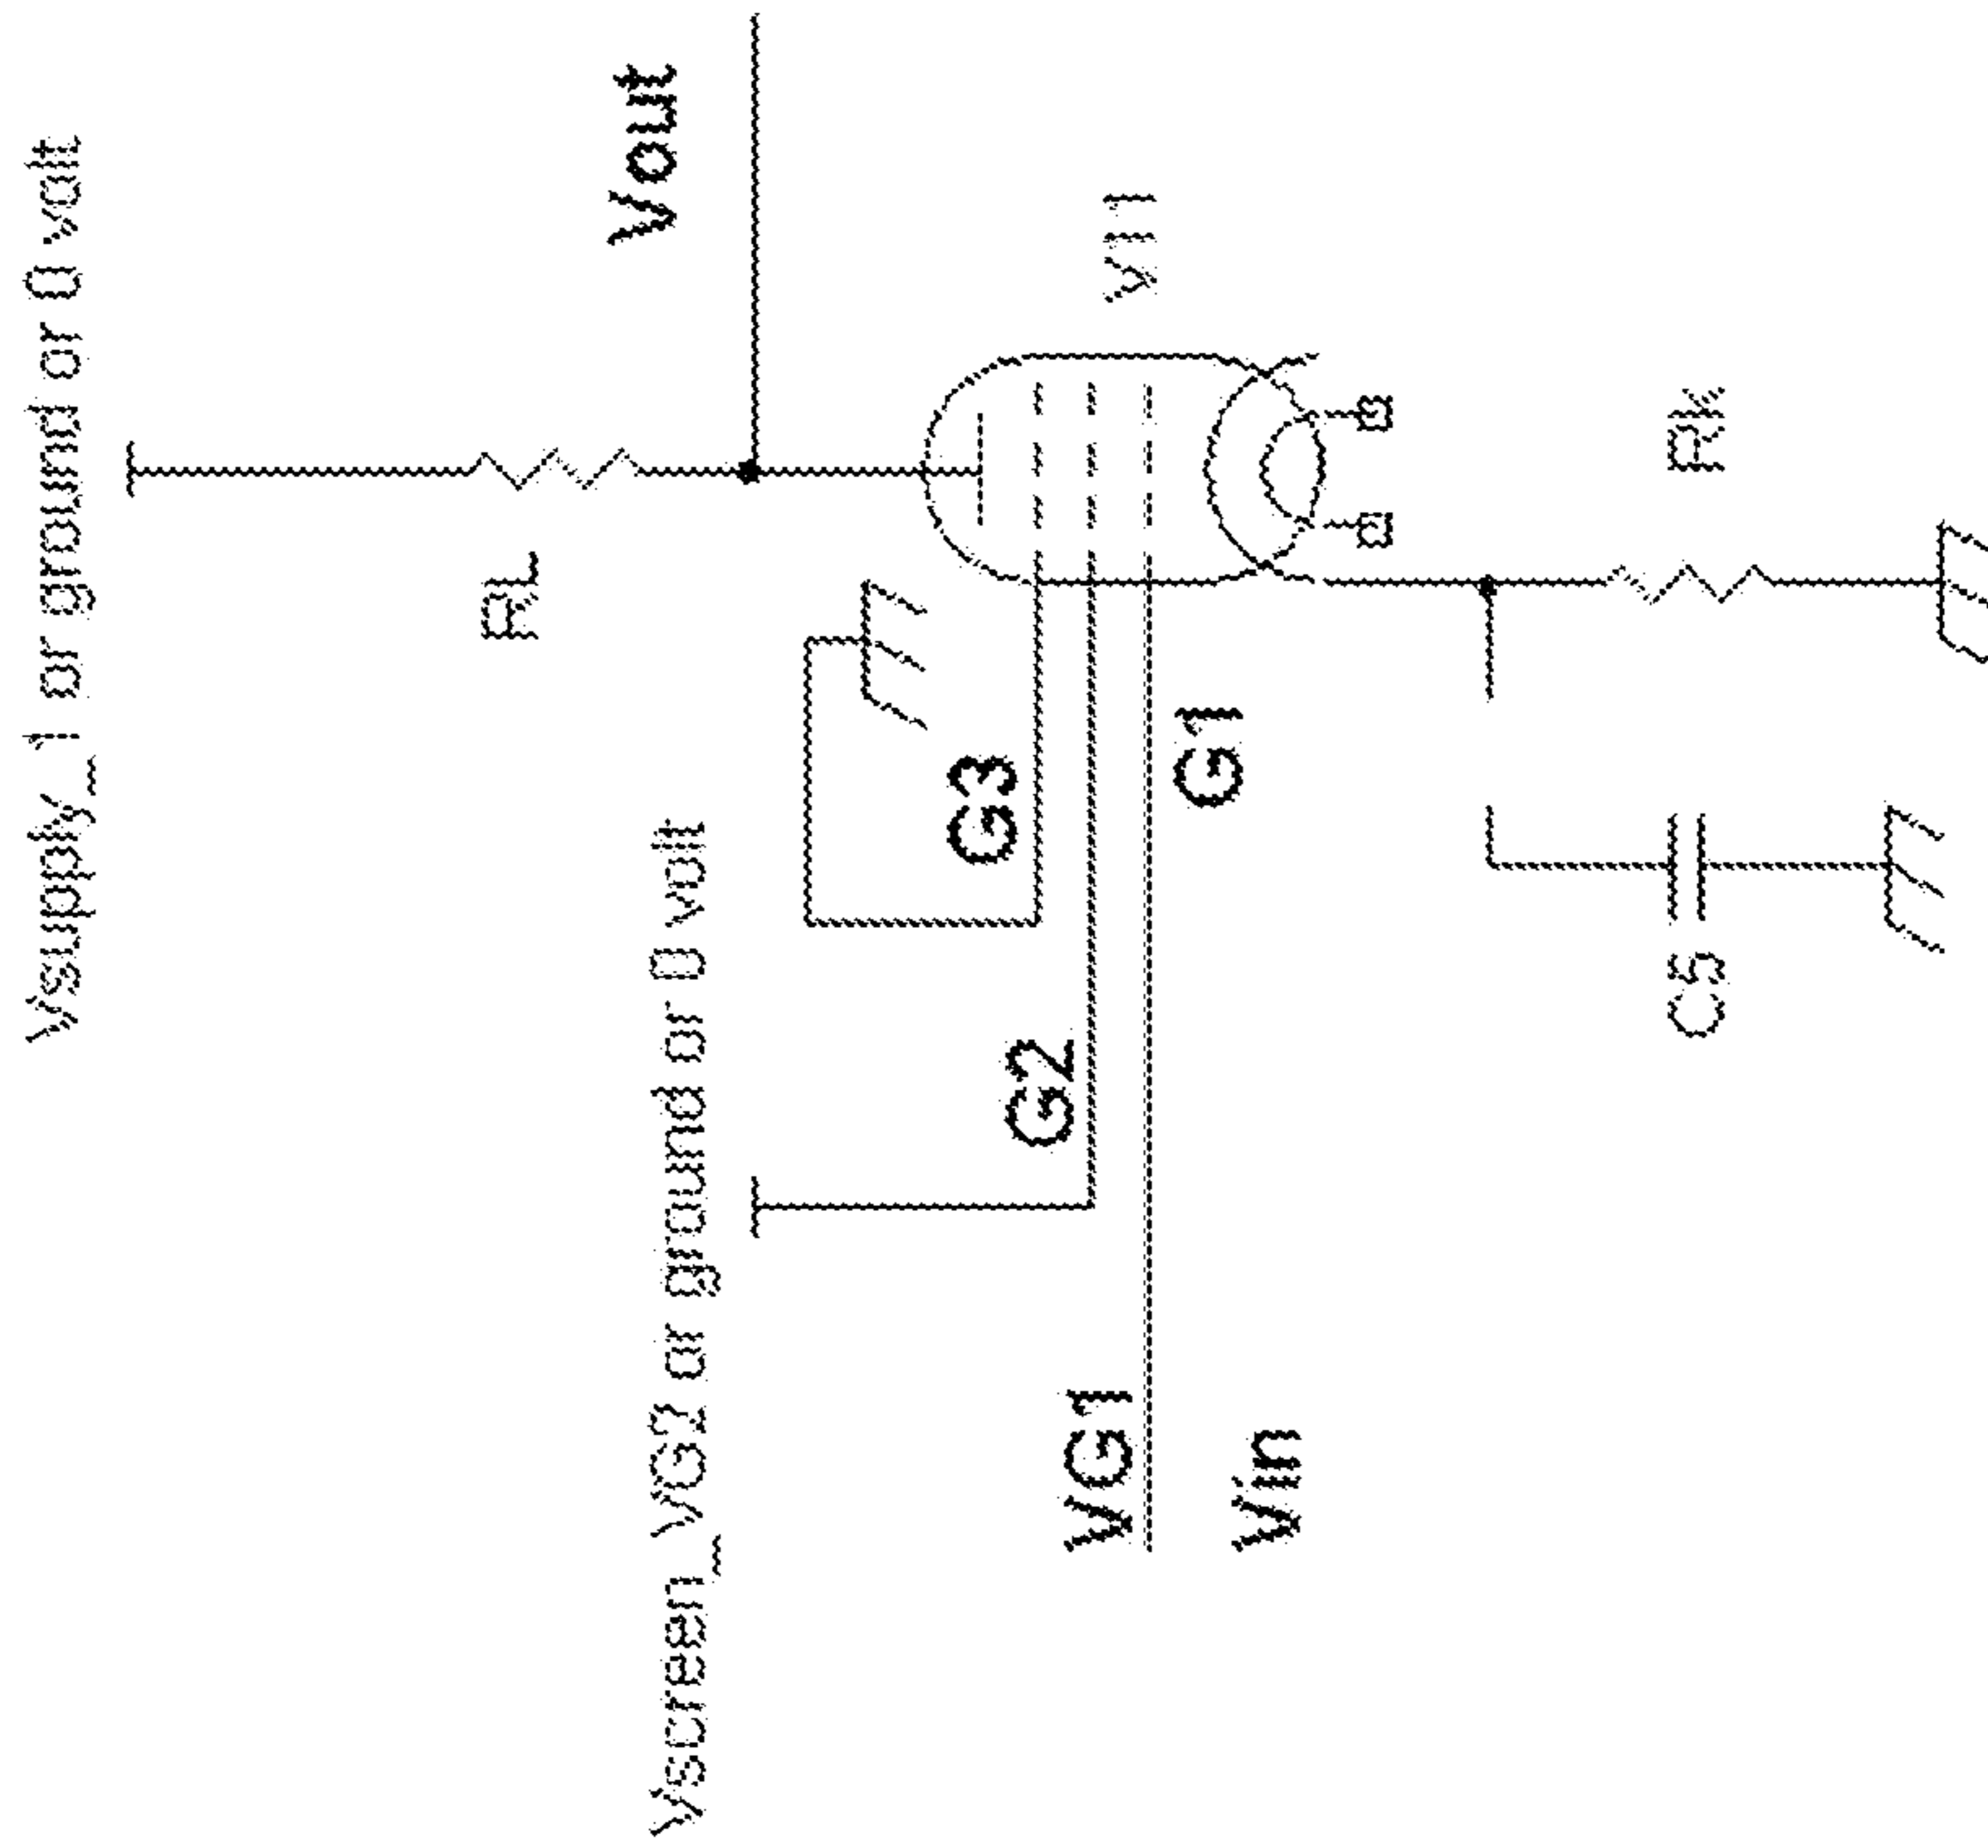 Vsupply_1 or ground or 0 volt
Vout
RL
V11
Vscreen_VG2 or ground or 0 volt
G3
G2
G1
VG1
Vin
a a
Rk
C5